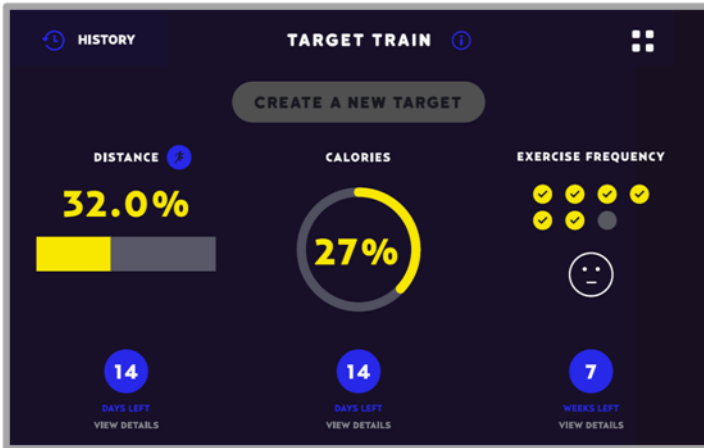 HISTORY
TARGET TRAIN
CREATE A NEW TARGET
DISTANCE
32.0%
CALORIES
27%
EXERCISE FREQUENCY
14
DAYS LEFT
VIEW DETAILS
14
DAYS LEFT
VIEW DETAILS
7
WEEKS LEFT
VIEW DETAILS